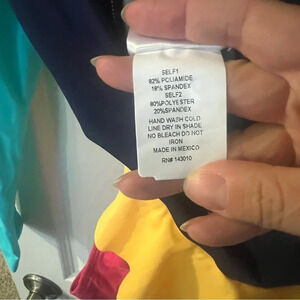 SELF1
82% POLIAMIDE
18% SPANDEX
SELF2
80%POLYESTER
20%SPANDEX
HAND WASH COLD
LINE DRY IN SHADE
NO BLEACH DO NOT
IRON
MADE IN MEXICO
RN# 143010